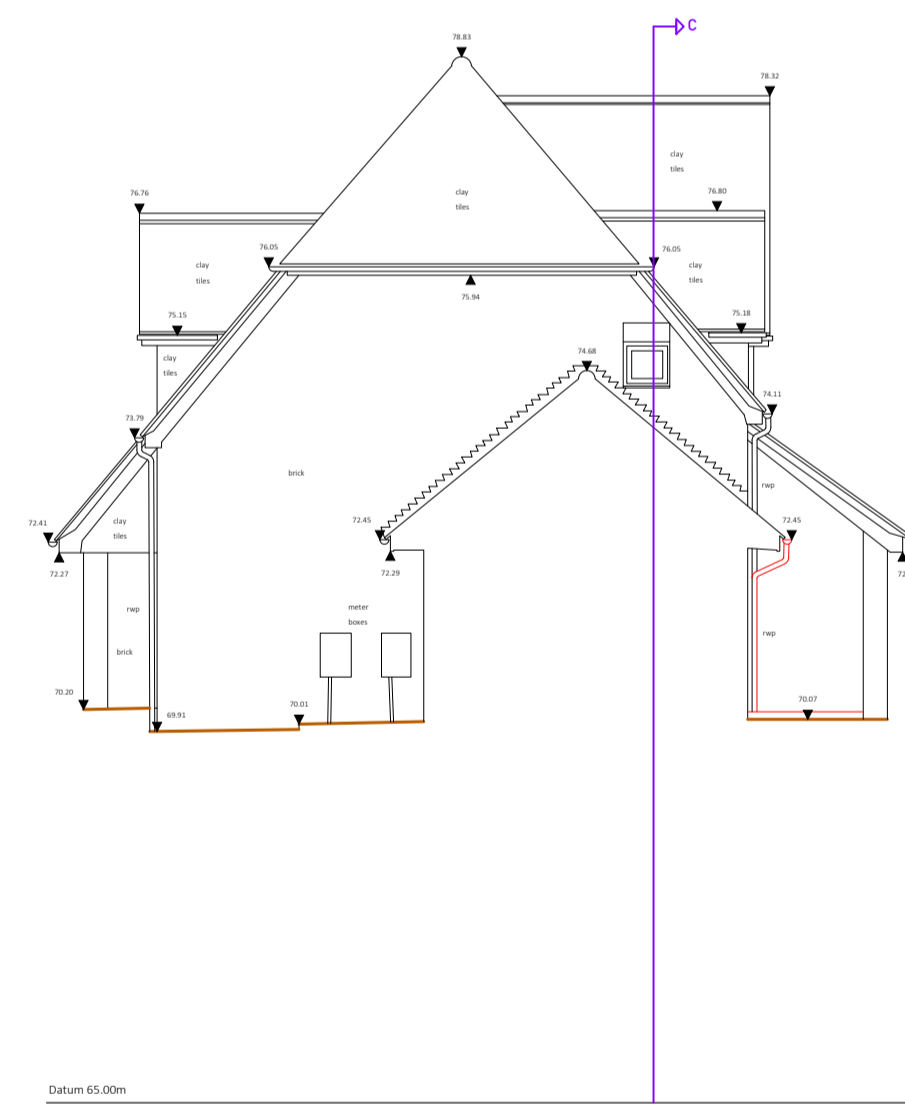 C
78.83
78.32
clay
tiles
76.76
clay
tiles
76.80
76.05
76.05
clay
tiles
clay
tiles
75.94
75.15
75.18
clay
tiles
74.68
73.79
74.11
brick
rwp
72.41
clay
tiles
72.45
72.45
72.27
72.29
72
rwp
meter
boxes
rwp
brick
70.20
69.91
70.01
70.07
Datum 65.00m